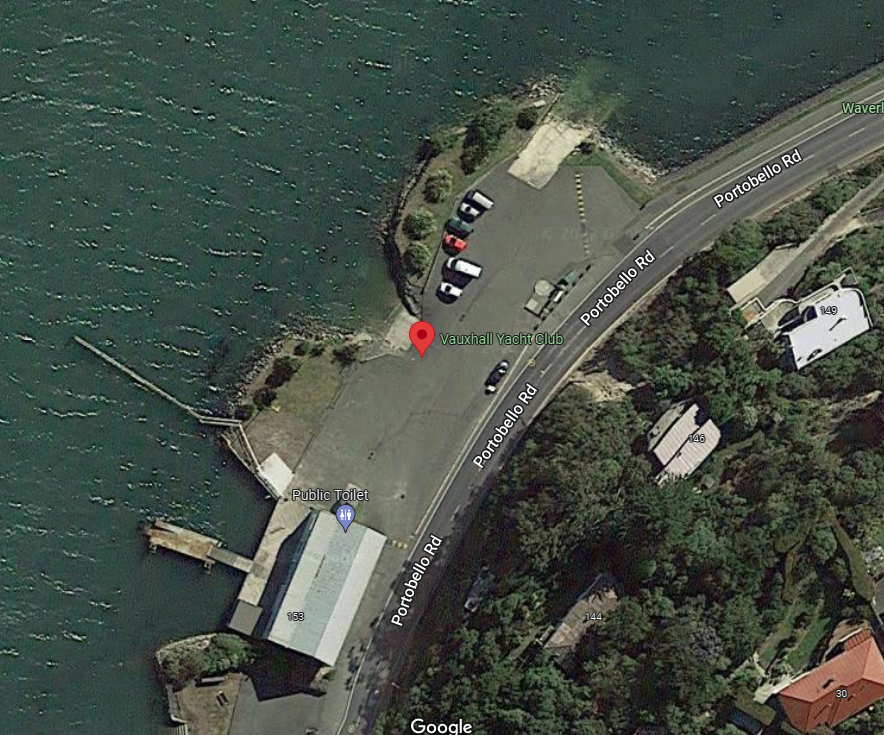 Waverl
Portobello Rd
Portobello Rd
149
Vauxhall Yacht Club
Portobello Rd
146
Public Toilet
Portobello Rd
153
144
30
Google